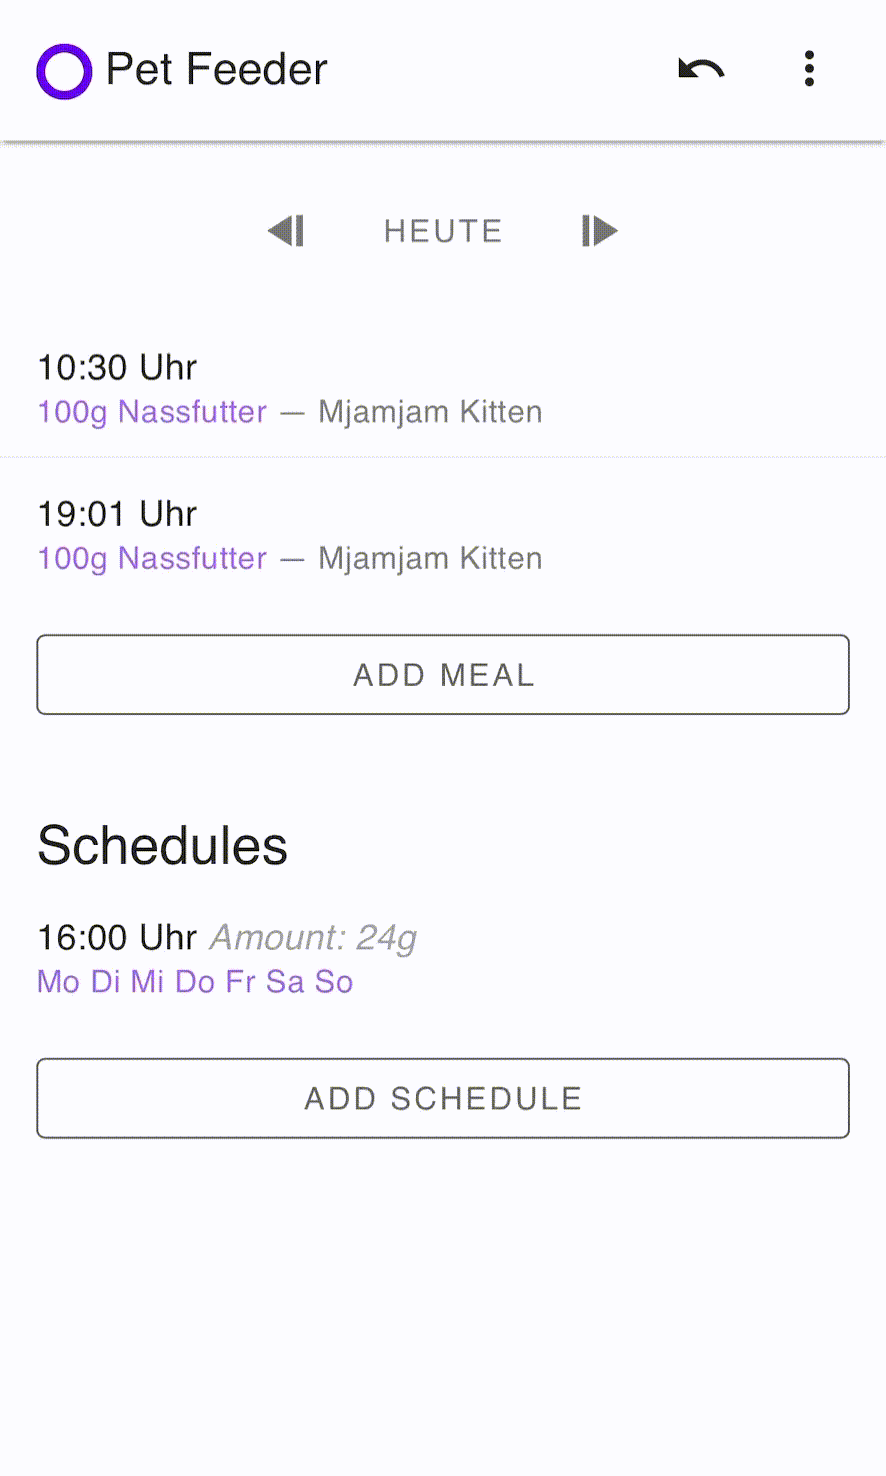 Pet Feeder
HEUTE
10:30 Uhr
100g Nassfutter — Mjamjam Kitten
19:01 Uhr
100g Nassfutter — Mjamjam Kitten
ADD MEAL
Schedules
16:00 Uhr Amount: 24g
Mo Di Mi Do Fr Sa So
ADD SCHEDULE